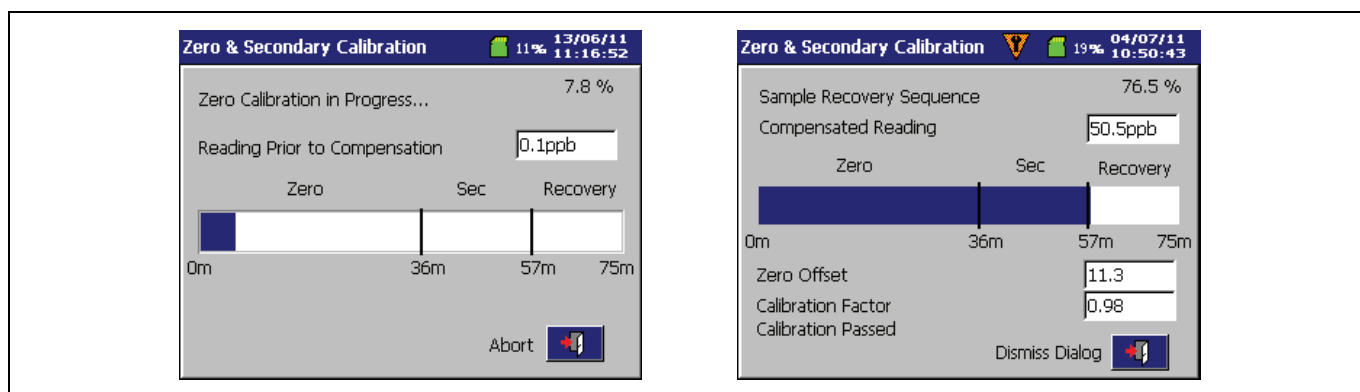 Zero & Secondary Calibration 11% 13/06/11
11:16:52
Zero Calibration in Progress... 7.8 %
Reading Prior to Compensation 0.1ppb
Zero Sec Recovery
0m 36m 57m 75m
Abort
Zero & Secondary Calibration 19% 04/07/11
10:50:43
Sample Recovery Sequence 76.5 %
Compensated Reading 50.5ppb
Zero Sec Recovery
0m 36m 57m 75m
Zero Offset 11.3
Calibration Factor 0.98
Calibration Passed
Dismiss Dialog